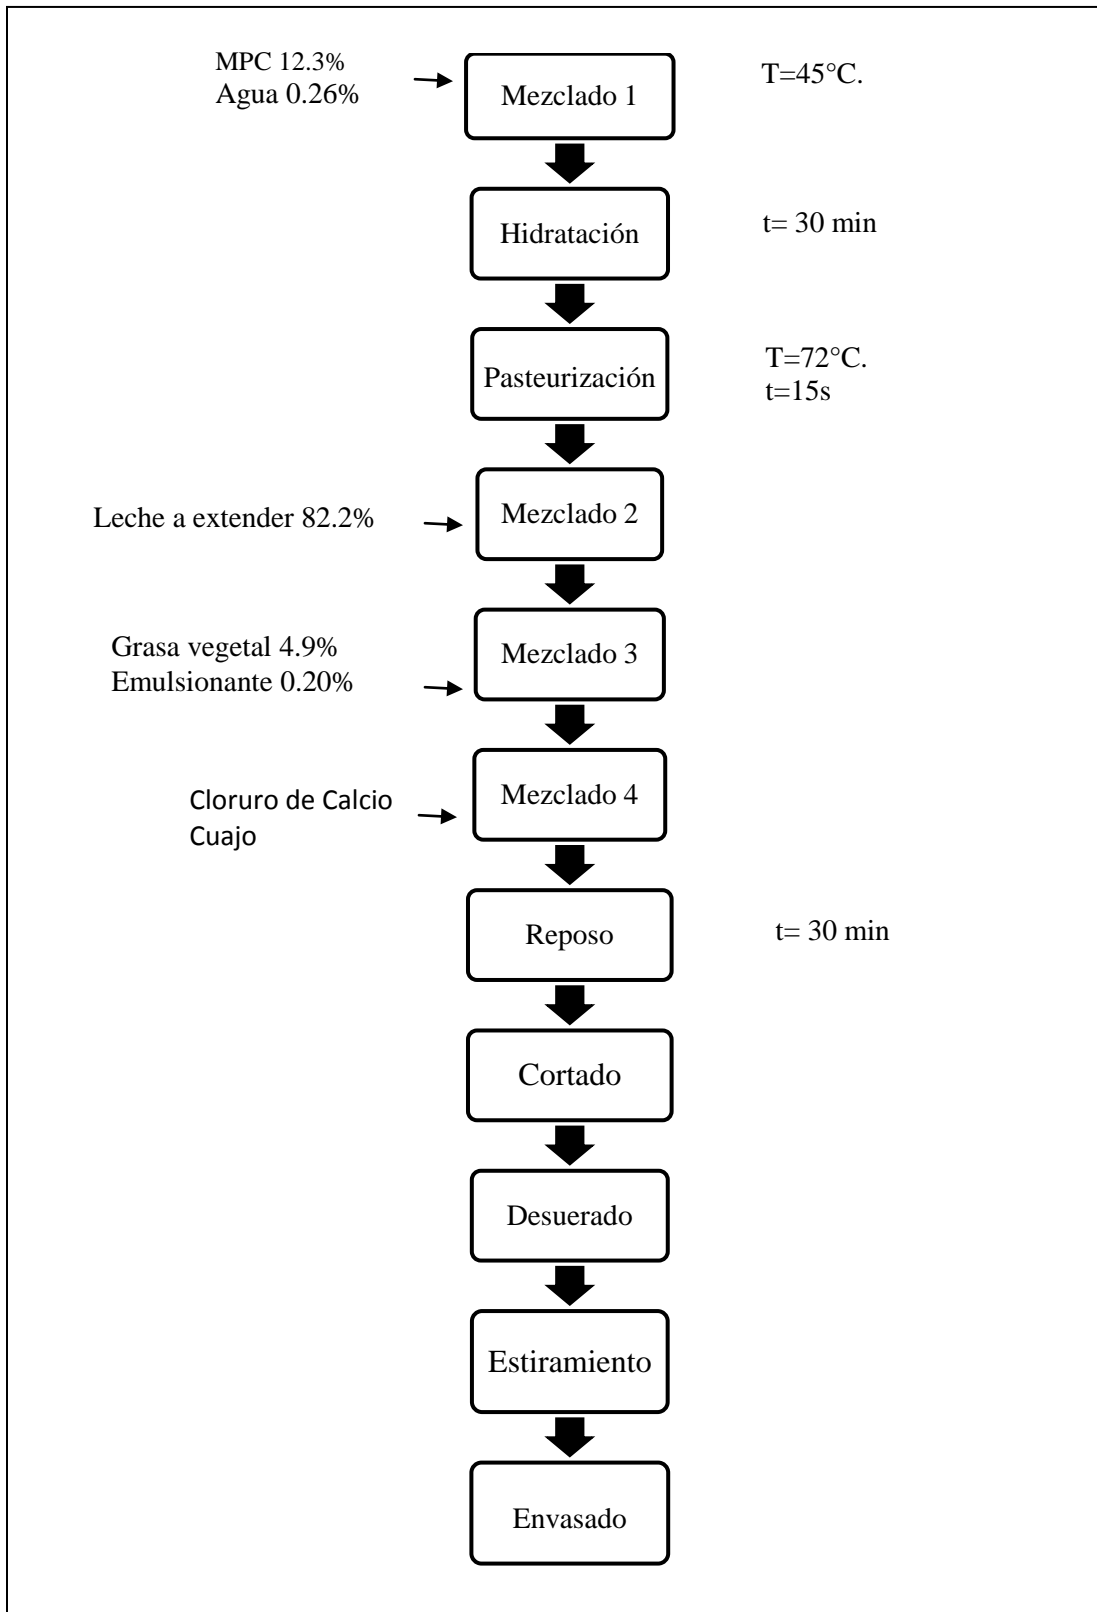 MPC 12.3%
Agua 0.26%
Mezclado 1
T=45°C.
Hidratación
t= 30 min
Pasteurización
T=72°C.
t=15s
Leche a extender 82.2%
Mezclado 2
Grasa vegetal 4.9%
Emulsionante 0.20%
Mezclado 3
Cloruro de Calcio
Cuajo
Mezclado 4
Reposo
t= 30 min
Cortado
Desuerado
Estiramiento
Envasado